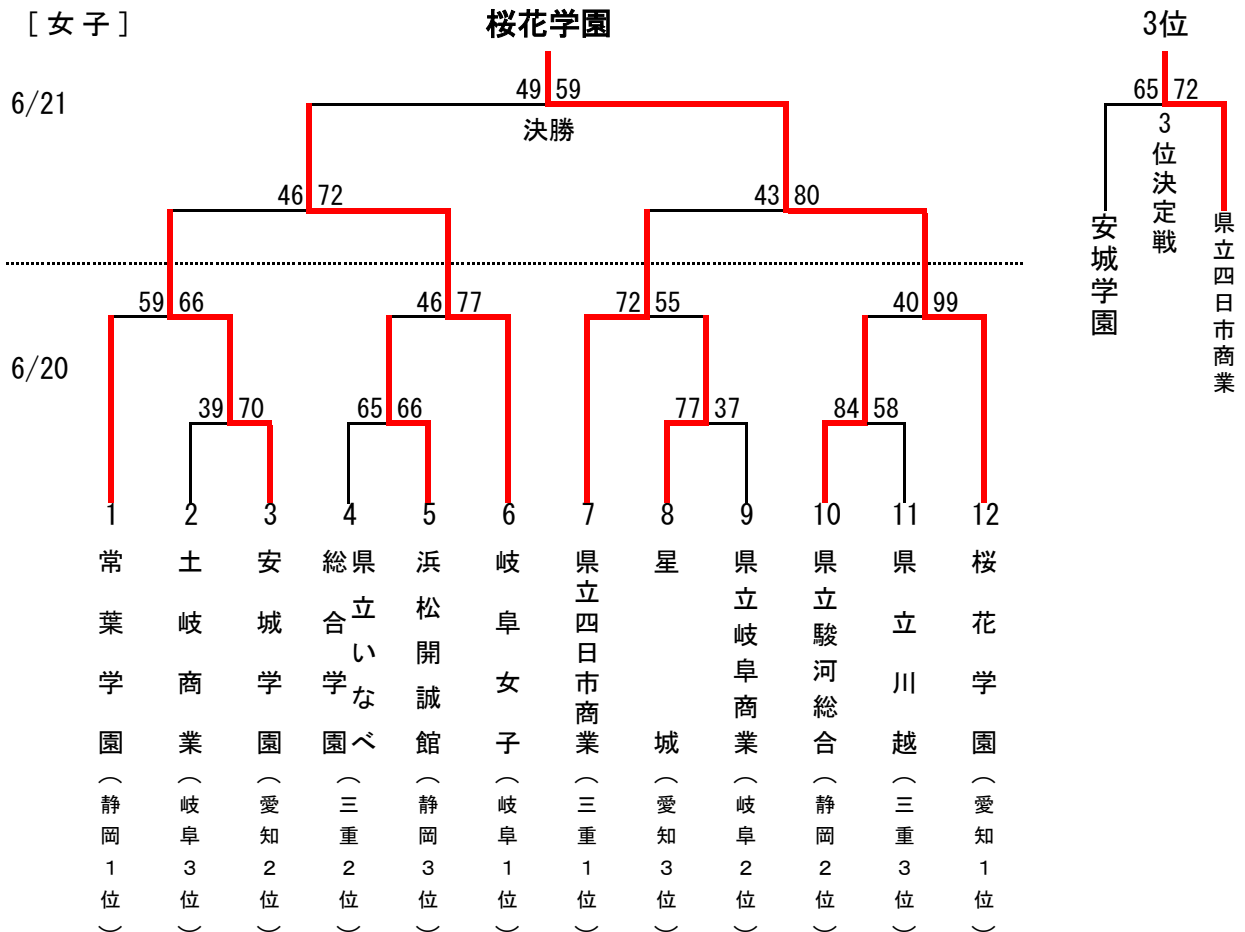 [女子]
桜花学園
3位
6/21
49 59
決勝
65 72
3位決定戦
安城学園
県立四日市商業
46 72
43 80
59 66
46 77
72 55
40 99
6/20
39 70
65 66
77 37
84 58
1 2 3 4 5 6 7 8 9 10 11 12
常葉学園(静岡1位)
土岐商業(岐阜3位)
安城学園(愛知2位)
県立いなべ
総合学園(三重2位)
浜松開誠館(静岡3位)
岐阜女子(岐阜1位)
県立四日市商業(三重1位)
星城(愛知3位)
県立岐阜商業(岐阜2位)
県立駿河総合(静岡2位)
県立川越(三重3位)
桜花学園(愛知1位)